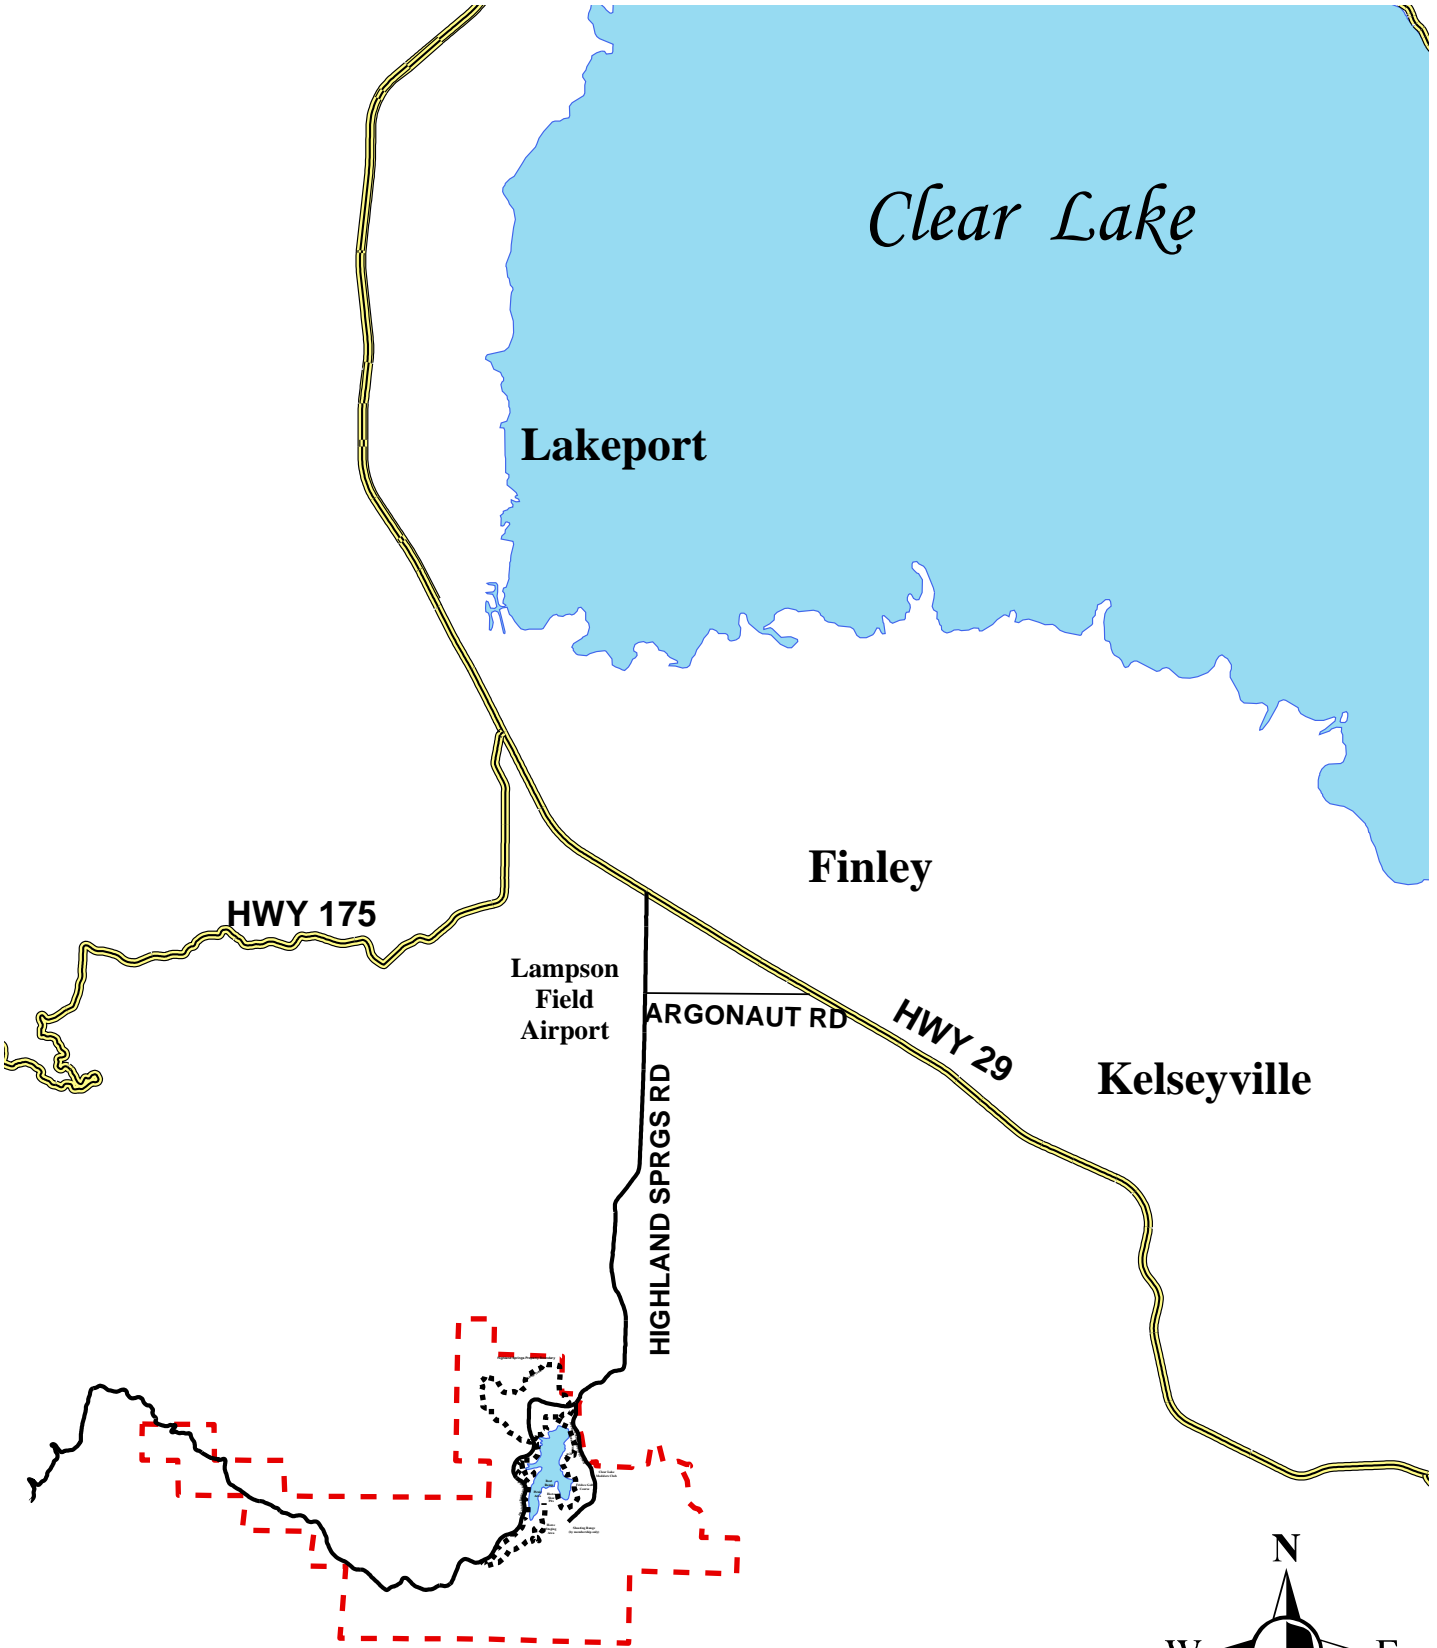 Clear Lake
Lakeport
Finley
HWY 175
Lampson
Field
Airport
ARGONAUT RD
HWY 29
Kelseyville
HIGHLAND SPRGS RD
N
W
E